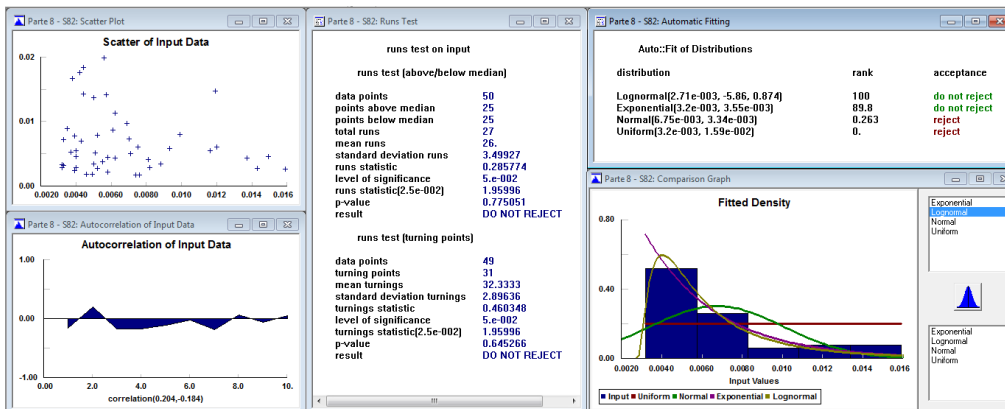 Parte 8 - S82: Scatter Plot
Scatter of Input Data
0.02
0.01
0.00
0.0020 0.0040 0.0060 0.0080 0.010 0.012 0.014 0.016
Parte 8 - S82: Autocorrelation of Input Data
Autocorrelation of Input Data
1.00
0.00
-1.00
0.00 2.0 4.0 6.0 8.0 10.
correlation(0.204,-0.184)
Parte 8 - S82: Runs Test
runs test on input
runs test (above/below median)
data points 50
points above median 25
points below median 25
total runs 27
mean runs 26.
standard deviation runs 3.49927
runs statistic 0.285774
level of significance 5.e-002
runs statistic(2.5e-002) 1.95996
p-value 0.775051
result DO NOT REJECT
runs test (turning points)
data points 49
turning points 31
mean turnings 32.3333
standard deviation turnings 2.89636
turnings statistic 0.460348
level of significance 5.e-002
turnings statistic(2.5e-002) 1.95996
p-value 0.645266
result DO NOT REJECT
Parte 8 - S82: Automatic Fitting
Auto::Fit of Distributions
distribution rank acceptance
Lognormal(2.71e-003, -5.86, 0.874) 100 do not reject
Exponential(3.2e-003, 3.55e-003) 89.8 do not reject
Normal(6.75e-003, 3.34e-003) 0.263 reject
Uniform(3.2e-003, 1.59e-002) 0. reject
Parte 8 - S82: Comparison Graph
Fitted Density
0.80
0.40
0.00
0.0020 0.0040 0.0060 0.0080 0.010 0.012 0.014 0.016
Input Values
Input Uniform Normal Exponential Lognormal
Exponential
Lognormal
Normal
Uniform
Exponential
Lognormal
Normal
Uniform